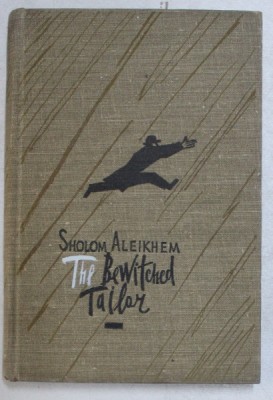 SHOLOM ALEIKHEM
The Bewitched
Tailor